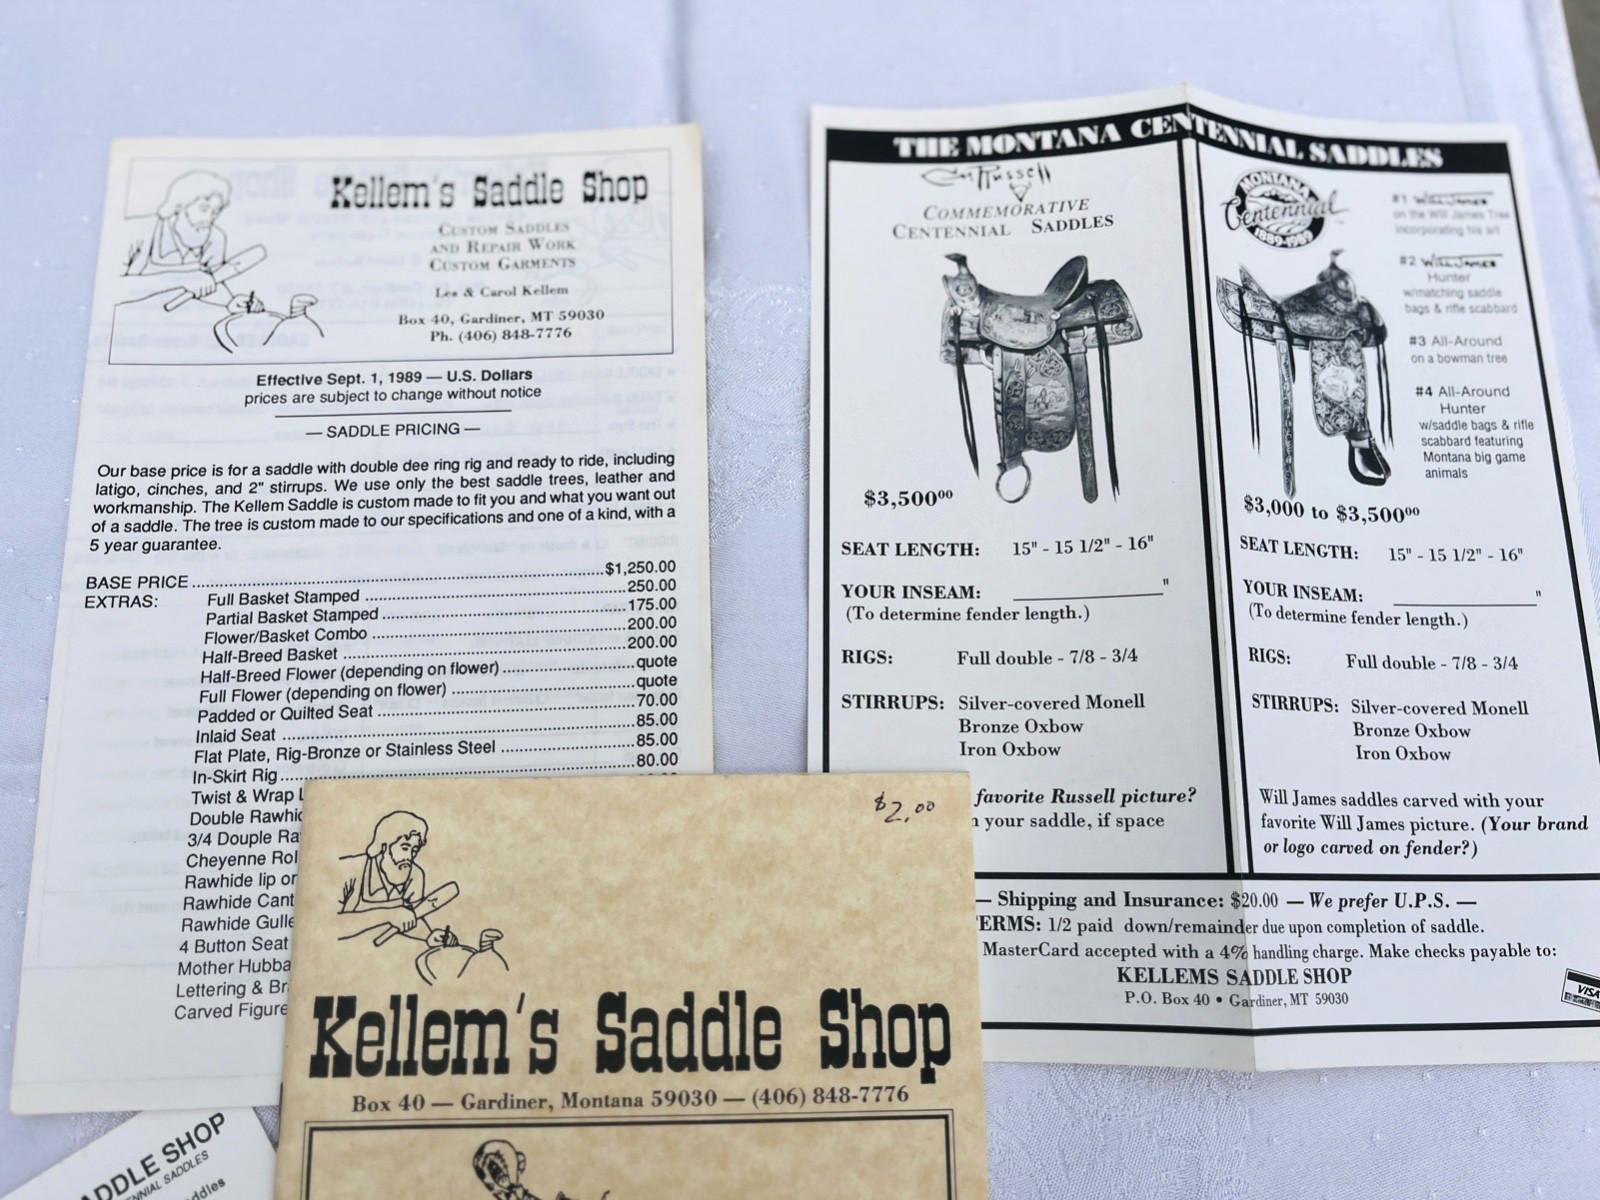 Kellem's Saddle Shop
CUSTOM SADDLES
AND REPAIR WORK
CUSTOM GARMENTS
Les & Carol Kellem
Box 40, Gardiner, MT 59030
Ph. (406) 848-7776
Effective Sept. 1, 1989 — U.S. Dollars
prices are subject to change without notice
— SADDLE PRICING —
Our base price is for a saddle with double dee ring rig and ready to ride, including
latigo, cinches, and 2" stirrups. We use only the best saddle trees, leather and
workmanship. The Kellem Saddle is custom made to fit you and what you want out
of a saddle. The tree is custom made to our specifications and one of a kind, with a
5 year guarantee.
BASE PRICE ..... $1,250.00
EXTRAS: Full Basket Stamped ..... 250.00
Partial Basket Stamped ..... 175.00
Flower/Basket Combo ..... 200.00
Half-Breed Basket ..... 200.00
Half-Breed Flower (depending on flower) ..... quote
Full Flower (depending on flower) ..... quote
Padded or Quilted Seat ..... 70.00
Inlaid Seat ..... 85.00
Flat Plate, Rig-Bronze or Stainless Steel ..... 85.00
In-Skirt Rig ..... 80.00
Twist & Wrap L
Double Rawhid
3/4 Douple Ra
Cheyenne Rol
Rawhide lip or
Rawhide Cant
Rawhide Gulle
4 Button Seat
Mother Hubba
Lettering & Br
Carved Figure
THE MONTANA CENTENNIAL SADDLES
CM Russell
COMMEMORATIVE
CENTENNIAL SADDLES
$3,50000
SEAT LENGTH: 15" - 15 1/2" - 16"
YOUR INSEAM: "
(To determine fender length.)
RIGS: Full double - 7/8 - 3/4
STIRRUPS: Silver-covered Monell
Bronze Oxbow
Iron Oxbow
favorite Russell picture?
n your saddle, if space
MONTANA
Centennial
1889-1989
#1 WILL JAMES
on the Will James Tree
incorporating his art
#2 WILL JAMES
Hunter
w/matching saddle
bags & rifle scabbard
#3 All-Around
on a bowman tree
#4 All-Around
Hunter
w/saddle bags & rifle
scabbard featuring
Montana big game
animals
$3,000 to $3,50000
SEAT LENGTH: 15" - 15 1/2" - 16"
YOUR INSEAM: "
(To determine fender length.)
RIGS: Full double - 7/8 - 3/4
STIRRUPS: Silver-covered Monell
Bronze Oxbow
Iron Oxbow
Will James saddles carved with your
favorite Will James picture. (Your brand
or logo carved on fender?)
— Shipping and Insurance: $20.00 — We prefer U.P.S. —
ERMS: 1/2 paid down/remainder due upon completion of saddle.
MasterCard accepted with a 4% handling charge. Make checks payable to:
KELLEMS SADDLE SHOP
P.O. Box 40 • Gardiner, MT 59030
VISA
$2.00
Kellem's Saddle Shop
Box 40 — Gardiner, Montana 59030 — (406) 848-7776
ADDLE SHOP
ENNIAL SADDLES
ddles